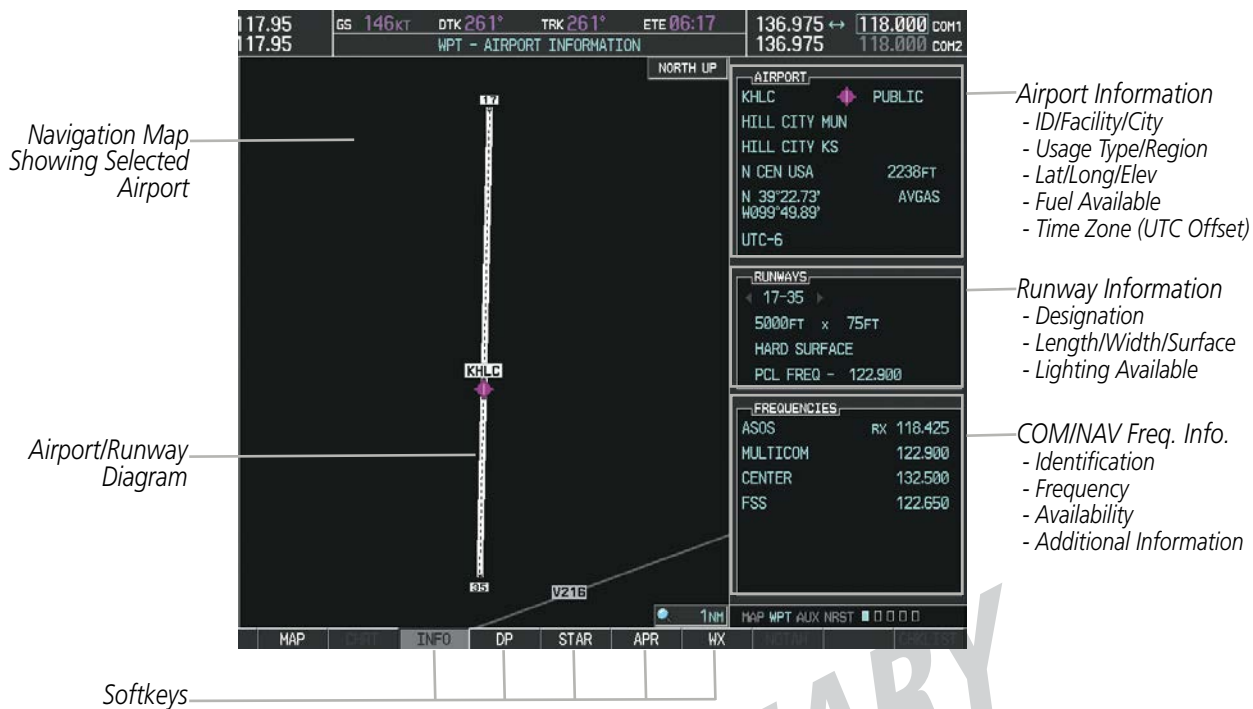 117.95 GS 146KT DTK 261° TRK 261° ETE 06:17 136.975 ↔ 118.000 COM1
117.95 WPT - AIRPORT INFORMATION 136.975 118.000 COM2
NORTH UP
17
KHLC
35
V216
1NM
AIRPORT
KHLC PUBLIC
HILL CITY MUN
HILL CITY KS
N CEN USA 2238FT
N 39°22.73' AVGAS
W099°49.89'
UTC-6
RUNWAYS
17-35
5000FT x 75FT
HARD SURFACE
PCL FREQ - 122.900
FREQUENCIES
ASOS RX 118.425
MULTICOM 122.900
CENTER 132.500
FSS 122.650
MAP WPT AUX NRST
MAP CHRT INFO DP STAR APR WX NOTAM CHKLIST
Navigation Map
Showing Selected
Airport
Airport/Runway
Diagram
Softkeys
Airport Information
- ID/Facility/City
- Usage Type/Region
- Lat/Long/Elev
- Fuel Available
- Time Zone (UTC Offset)
Runway Information
- Designation
- Length/Width/Surface
- Lighting Available
COM/NAV Freq. Info.
- Identification
- Frequency
- Availability
- Additional Information